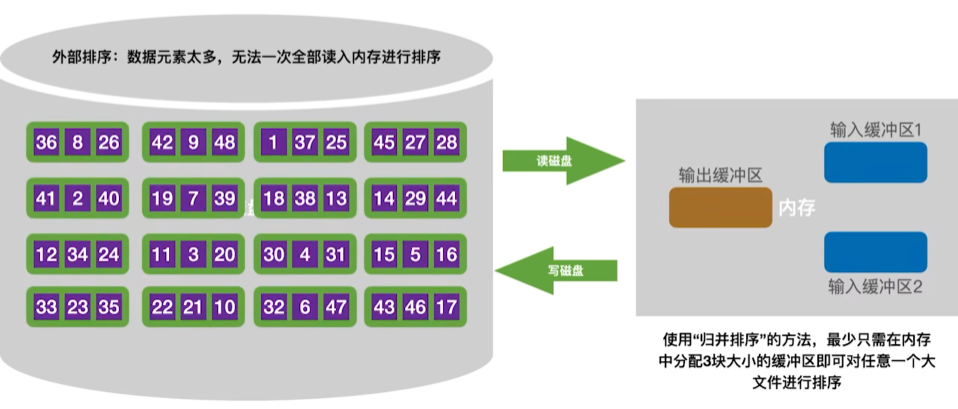 外部排序：数据元素太多，无法一次全部读入内存进行排序
36 8 26 42 9 48 1 37 25 45 27 28
41 2 40 19 7 39 18 38 13 14 29 44
12 34 24 11 3 20 30 4 31 15 5 16
33 23 35 22 21 10 32 6 47 43 46 17
读磁盘
写磁盘
输入缓冲区1
输出缓冲区
内存
输入缓冲区2
使用“归并排序”的方法，最少只需在内存
中分配3块大小的缓冲区即可对任意一个大
文件进行排序